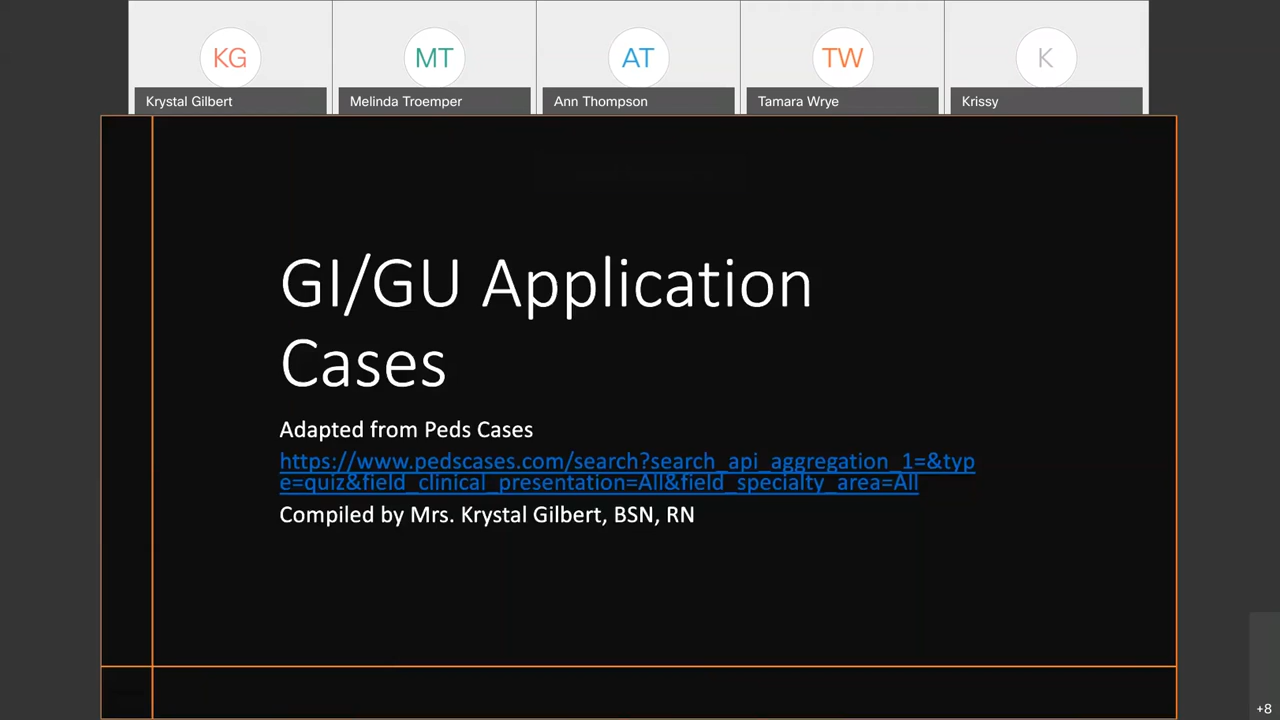 KG
MT
AT
TW
K
Krystal Gilbert
Melinda Troemper
Ann Thompson
Tamara Wrye
Krissy
GI/GU Application
Cases
Adapted from Peds Cases
https://www.pedscases.com/search?search_api_aggregation_1=&typ
e=quiz&field_clinical_presentation=All&field_specialty_area=All
Compiled by Mrs. Krystal Gilbert, BSN, RN
+8